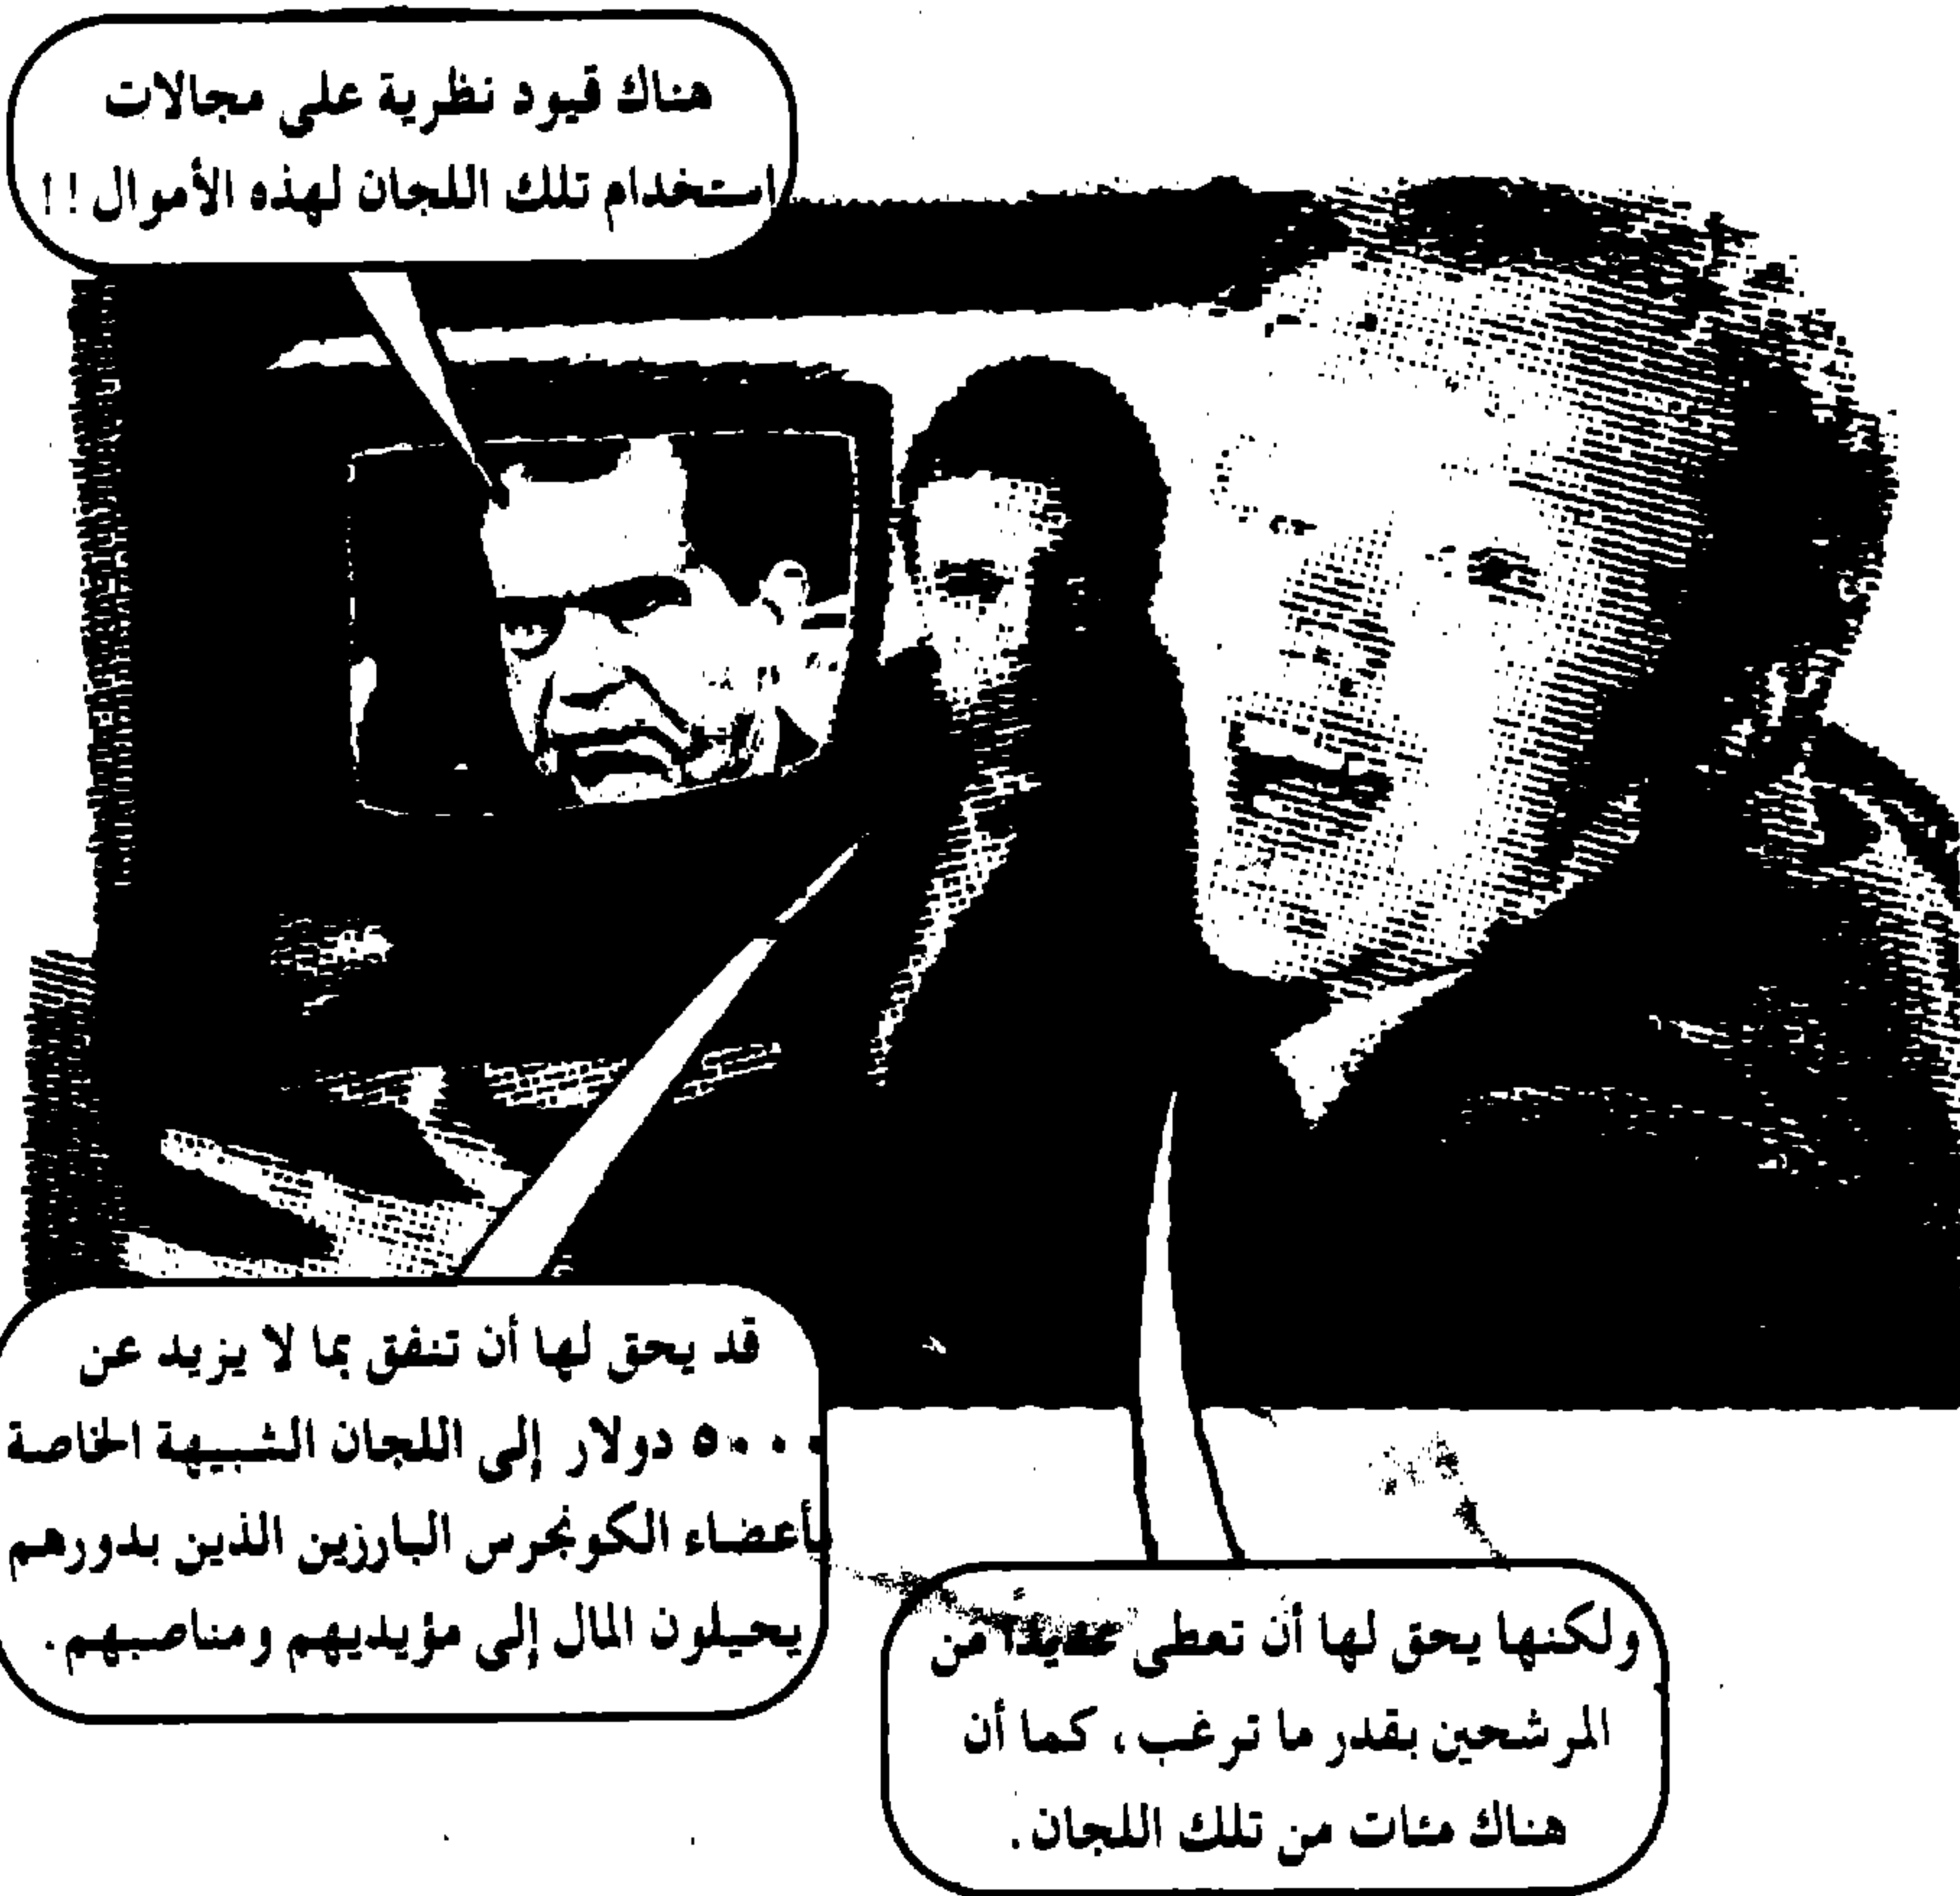 هناك قيود نظرية على مجالات
استخدام تلك اللجان لهذه الأموال !!
قد يحق لها أن تنفق بما لا يزيد عن
٥٠٠٠ دولار إلى اللجان الشبيهة الخاصة
بأعضاء الكونجرس البارزين الذين بدورهم
يحيلون المال إلى مؤيديهم ومناصبهم.
ولكنها يحق لها أن تعطى من
المرشحين بقدر ما ترغب، كما أن
هناك مئات من تلك اللجان.